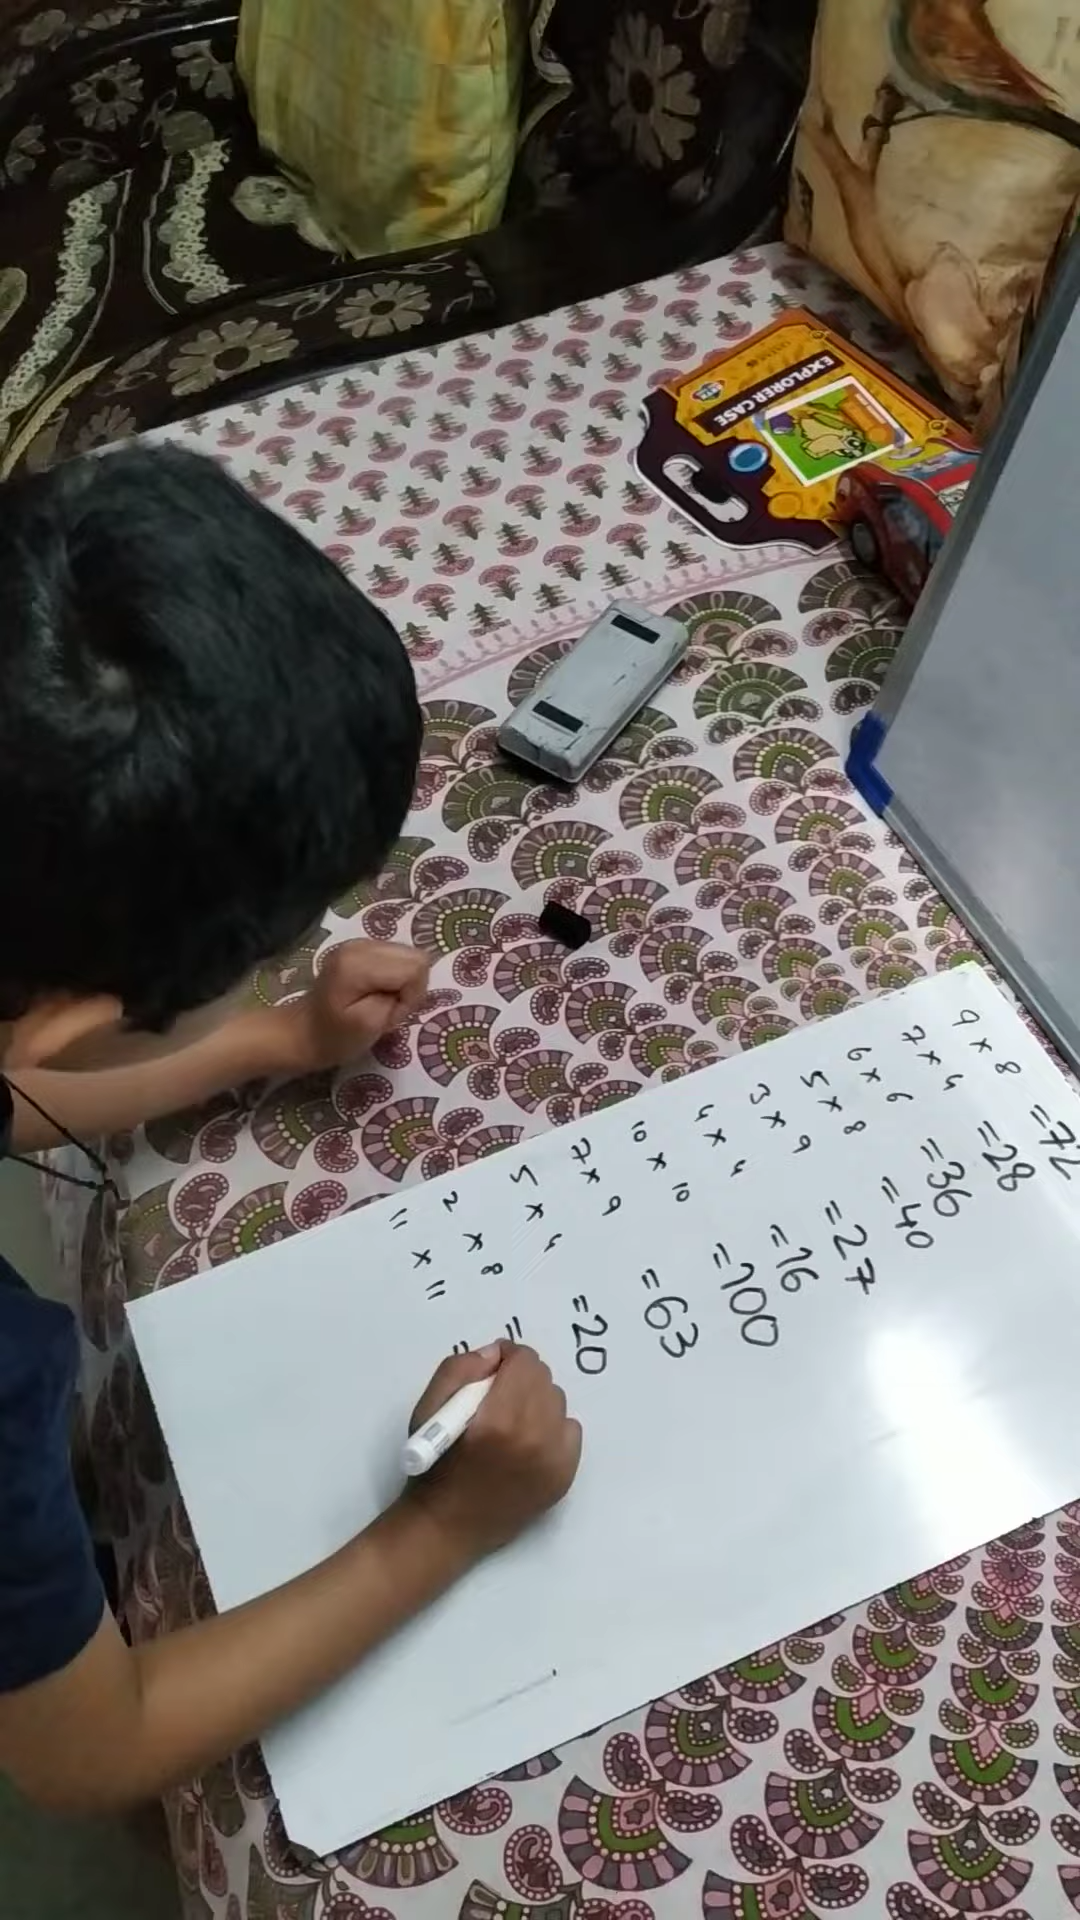 9 x 8 =72
7 x 4 =28
6 x 6 =36
5 x 8 =40
3 x 9 =27
4 x 4 =16
10 x 10 =100
7 x 9 =63
5 x 4 =20
2 x 8 =
11 x 11 =
EXPLORER CASE